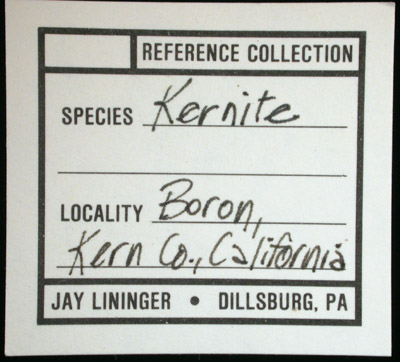 REFERENCE COLLECTION
SPECIES Kernite
LOCALITY Boron,
Kern Co., California
JAY LININGER • DILLSBURG, PA